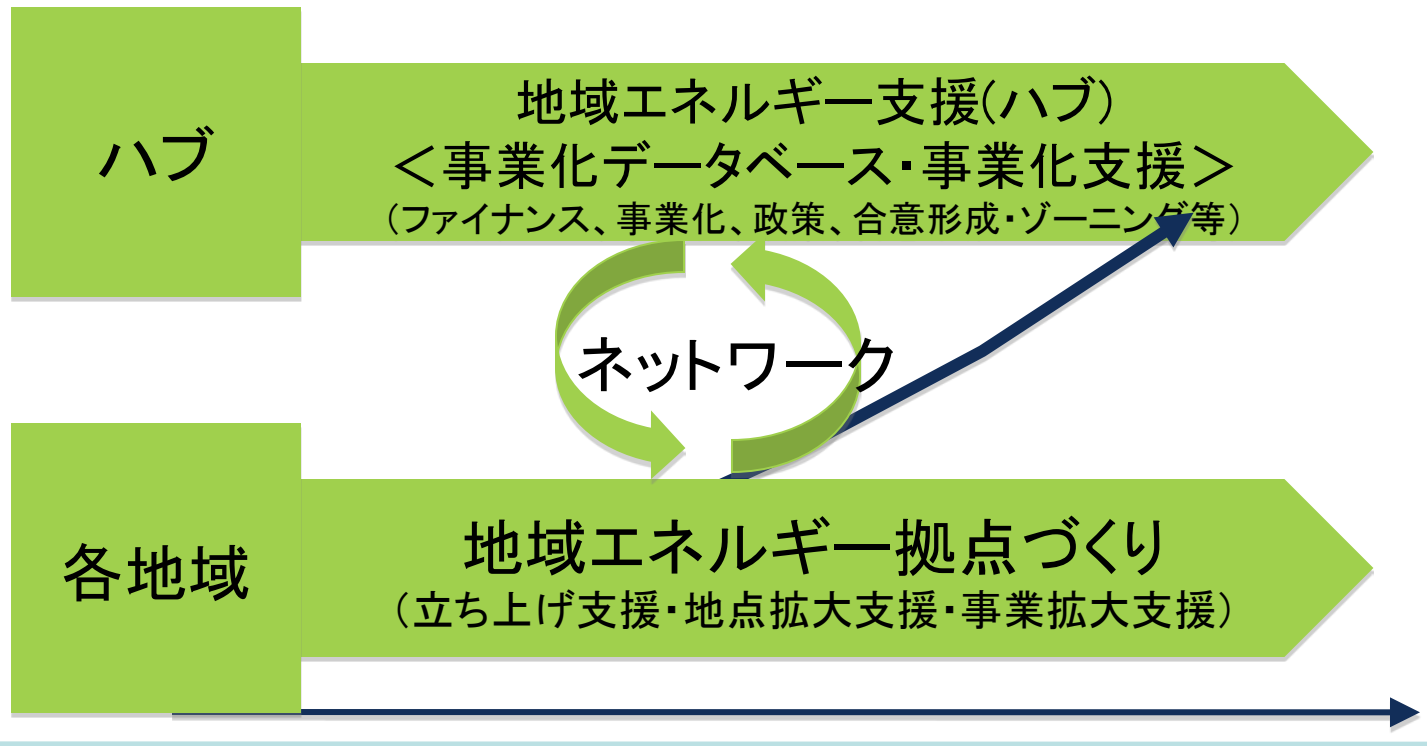 ハブ
地域エネルギー支援(ハブ)
＜事業化データベース・事業化支援＞
(ファイナンス、事業化、政策、合意形成・ゾーニング等)
ネットワーク
各地域
地域エネルギー拠点づくり
(立ち上げ支援・地点拡大支援・事業拡大支援)